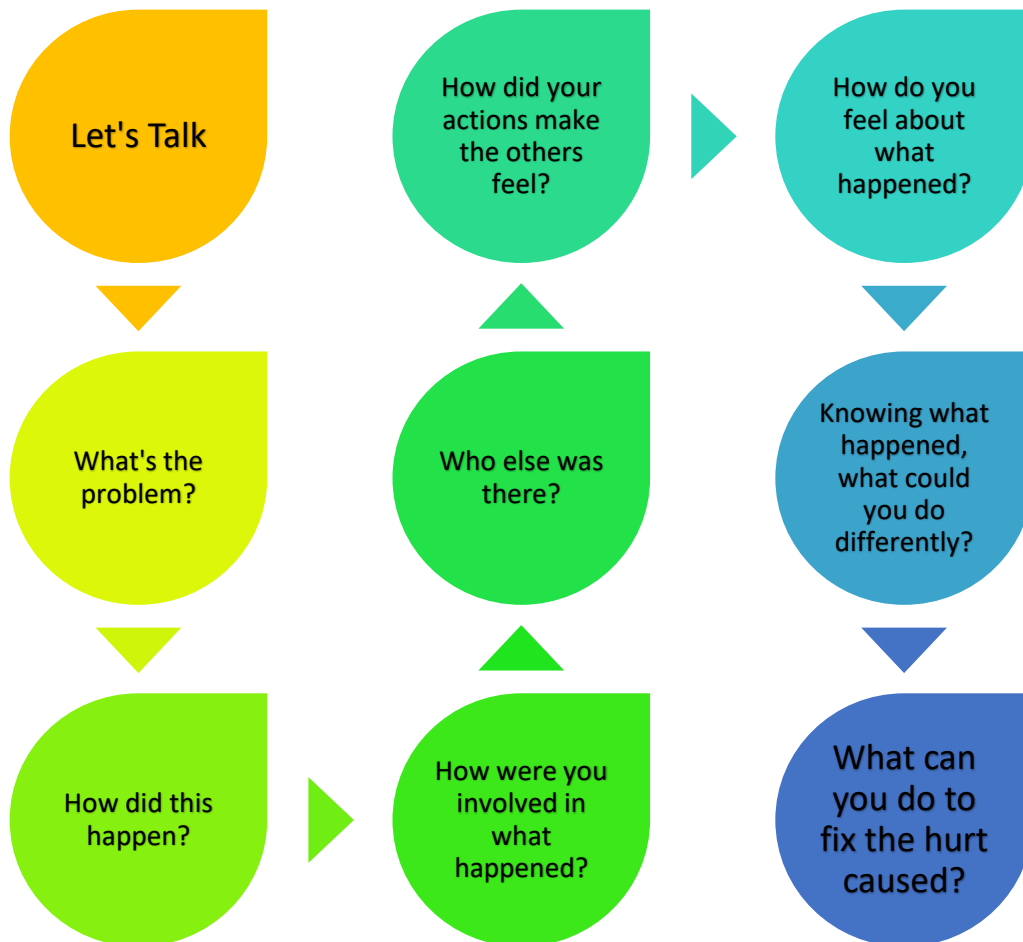 Let's Talk
What's the
problem?
How did this
happen?
How were you
involved in
what
happened?
Who else was
there?
How did your
actions make
the others
feel?
How do you
feel about
what
happened?
Knowing what
happened,
what could
you do
differently?
What can
you do to
fix the hurt
caused?